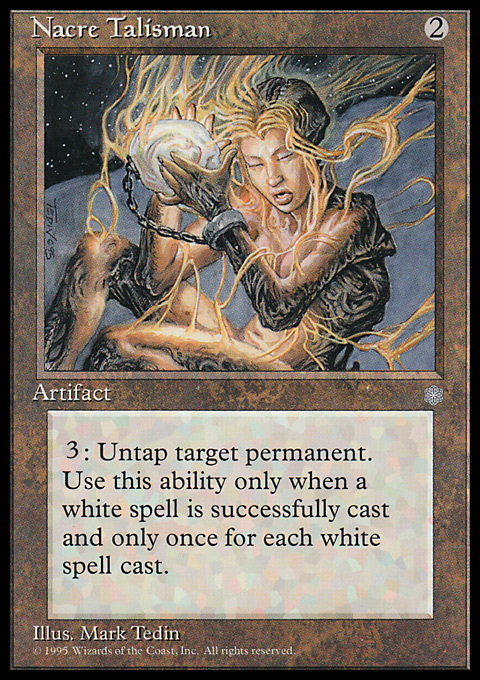 Nacre Talisman 2
TEDIN 95
Artifact
3: Untap target permanent.
Use this ability only when a
white spell is successfully cast
and only once for each white
spell cast.
Illus. Mark Tedin
© 1995 Wizards of the Coast, Inc. All rights reserved.